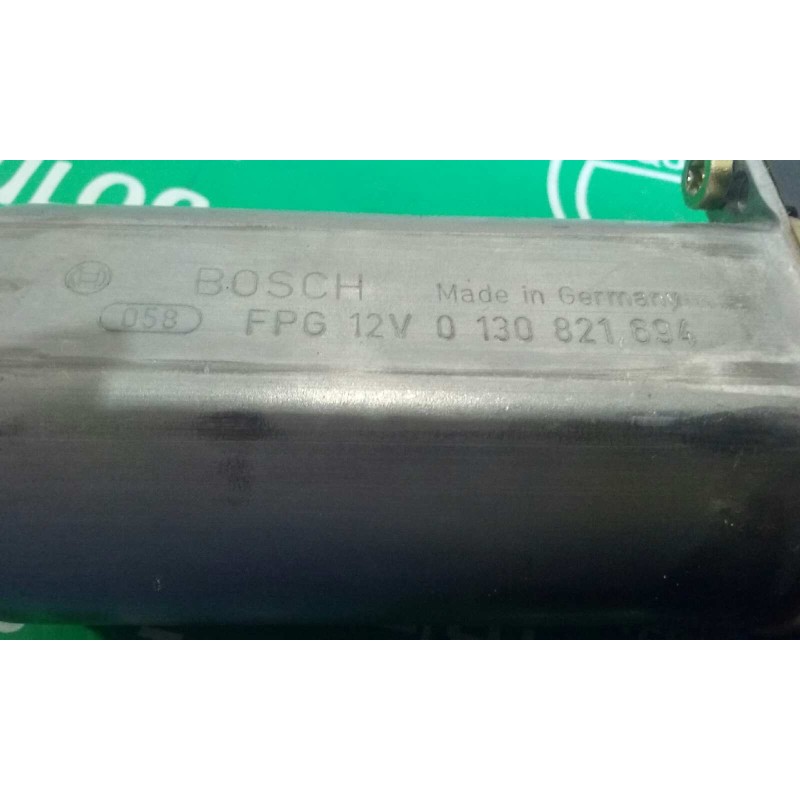 BOSCH Made in Germany
058 FPG 12V 0 130 821 694